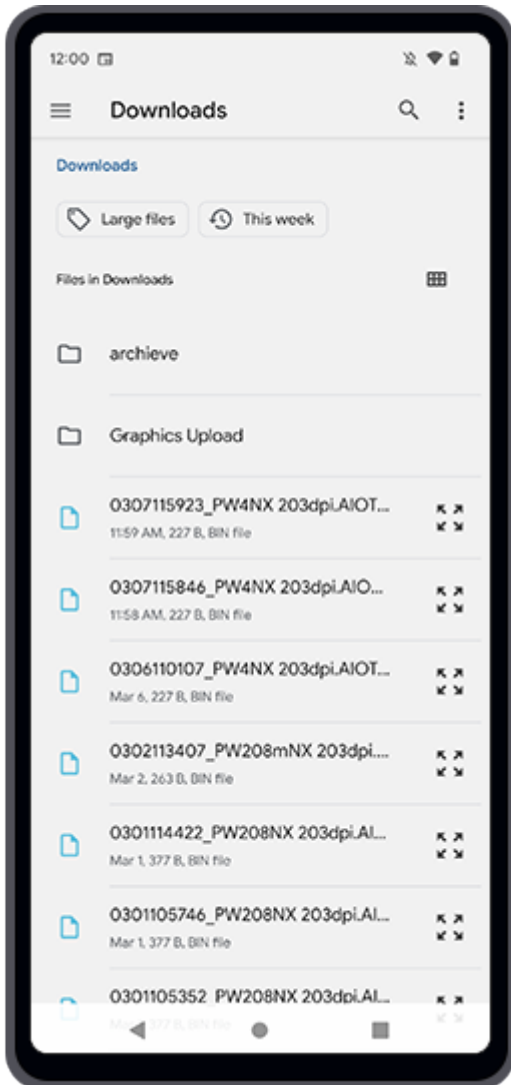 12:00
Downloads
Downloads
Large files
This week
Files in Downloads
archieve
Graphics Upload
0307115923_PW4NX 203dpi.AIOT...
11:59 AM, 227 B, BIN file
0307115846_PW4NX 203dpi.AIO...
11:58 AM, 227 B, BIN file
0306110107_PW4NX 203dpi.AIOT...
Mar 6, 227 B, BIN file
0302113407_PW208mNX 203dpi....
Mar 2, 263 B, BIN file
0301114422_PW208NX 203dpi.AI...
Mar 1, 377 B, BIN file
0301105746_PW208NX 203dpi.AI...
Mar 1, 377 B, BIN file
0301105352_PW208NX 203dpi.AI...
377 B, BIN file